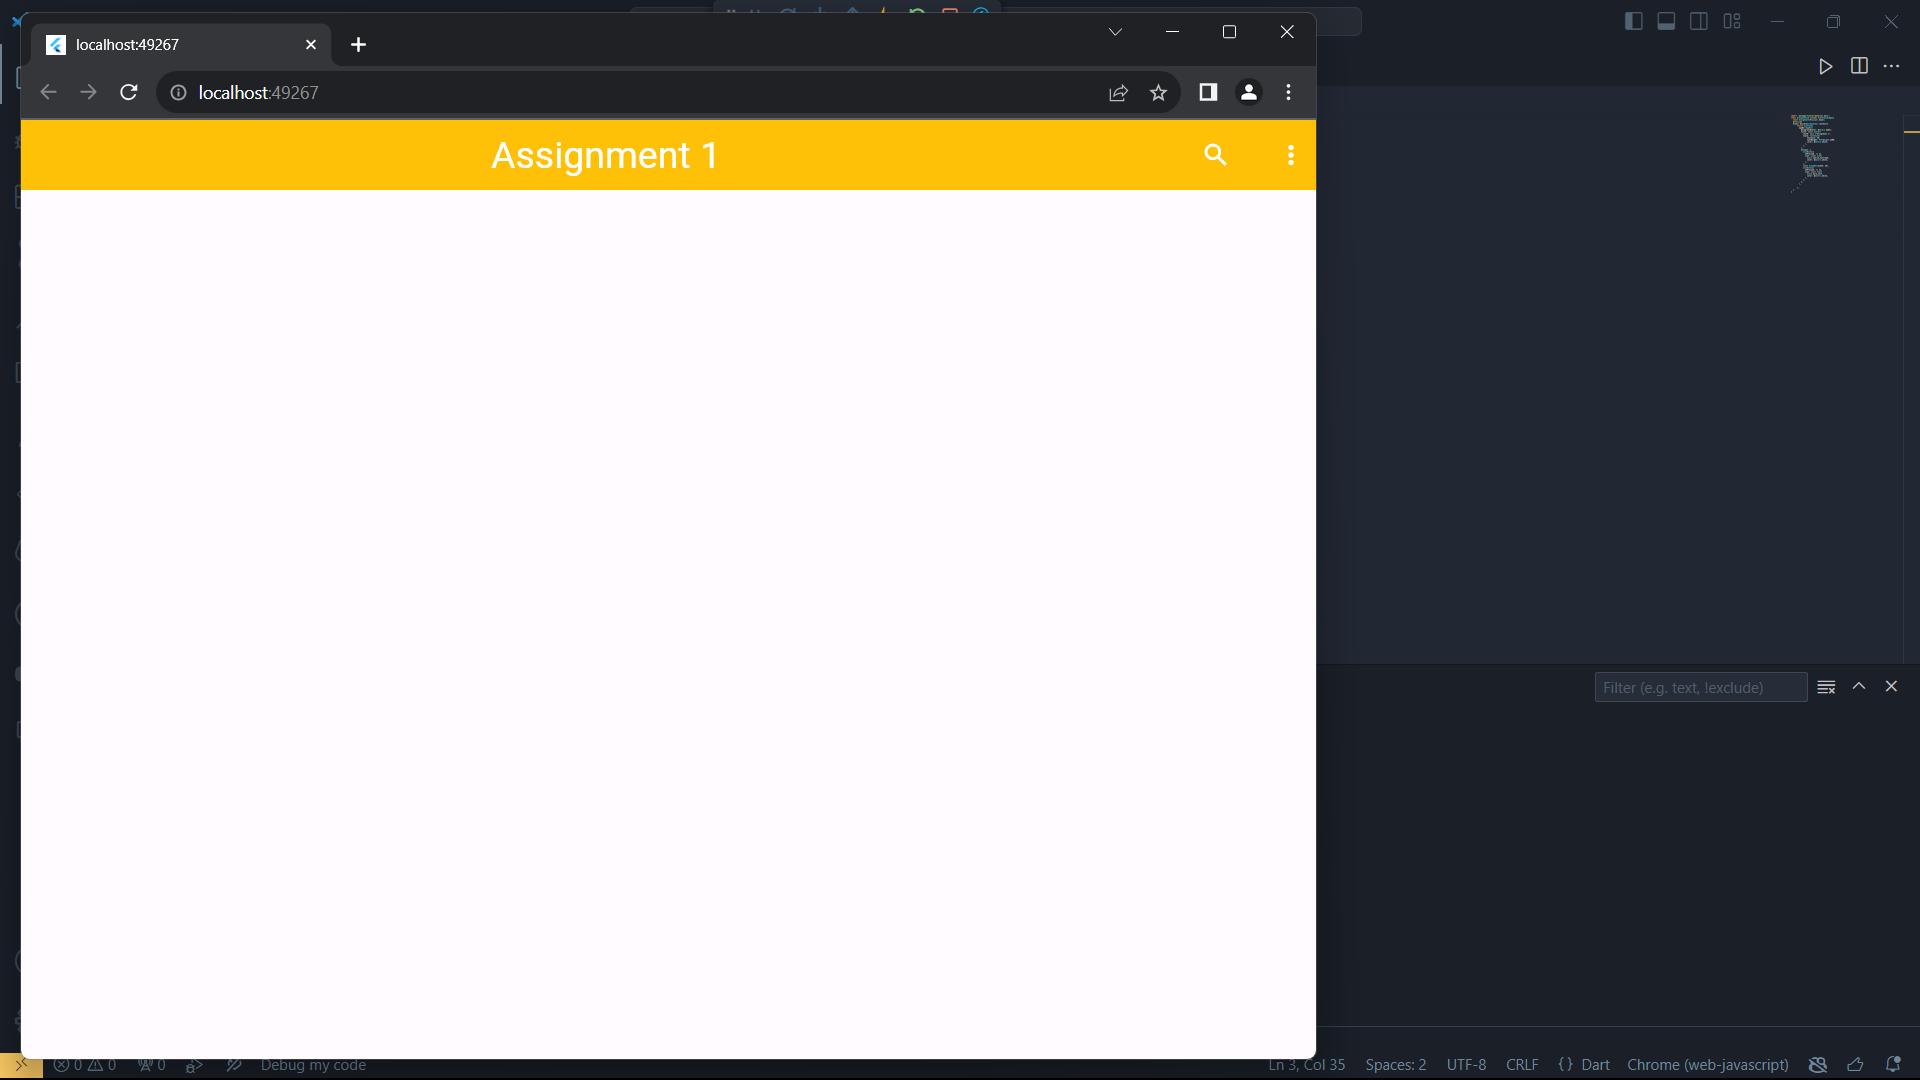 localhost:49267
localhost:49267
Assignment 1
Filter (e.g. text, !exclude)
0 0 0 Debug my code Ln 3, Col 35 Spaces: 2 UTF-8 CRLF {} Dart Chrome (web-javascript)